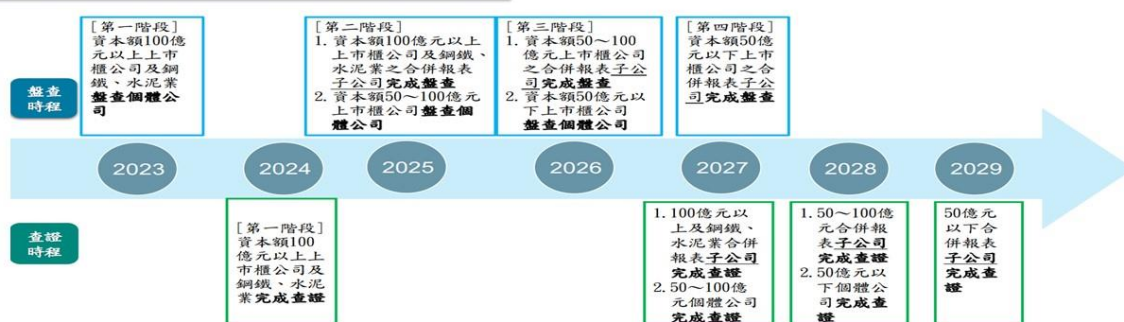 [第一階段]
資本額100億
元以上上市
櫃公司及鋼
鐵、水泥業
盤查個體公
司
[第二階段]
1. 資本額100億元以上
上市櫃公司及鋼鐵、
水泥業之合併報表
子公司完成盤查
2. 資本額50～100億元
上市櫃公司盤查個
體公司
[第三階段]
1. 資本額50～100
億元上市櫃公司
之合併報表子公
司完成盤查
2. 資本額50億元以
下上市櫃公司
盤查個體公司
[第四階段]
資本額50億
元以下上市
櫃公司之合
併報表子公
司完成盤查
盤查
時程
2023
2024
2025
2026
2027
2028
2029
查證
時程
[第一階段]
資本額100
億元以上上
市櫃公司及
鋼鐵、水泥
業完成查證
1. 100億元以
上及鋼鐵、
水泥業合併
報表子公司
完成查證
2. 50～100億
元個體公司
完成查證
1. 50～100億
元合併報
表子公司
完成查證
2. 50億元以
下個體公
司完成查
證
50億元
以下合
併報表
子公司
完成查
證